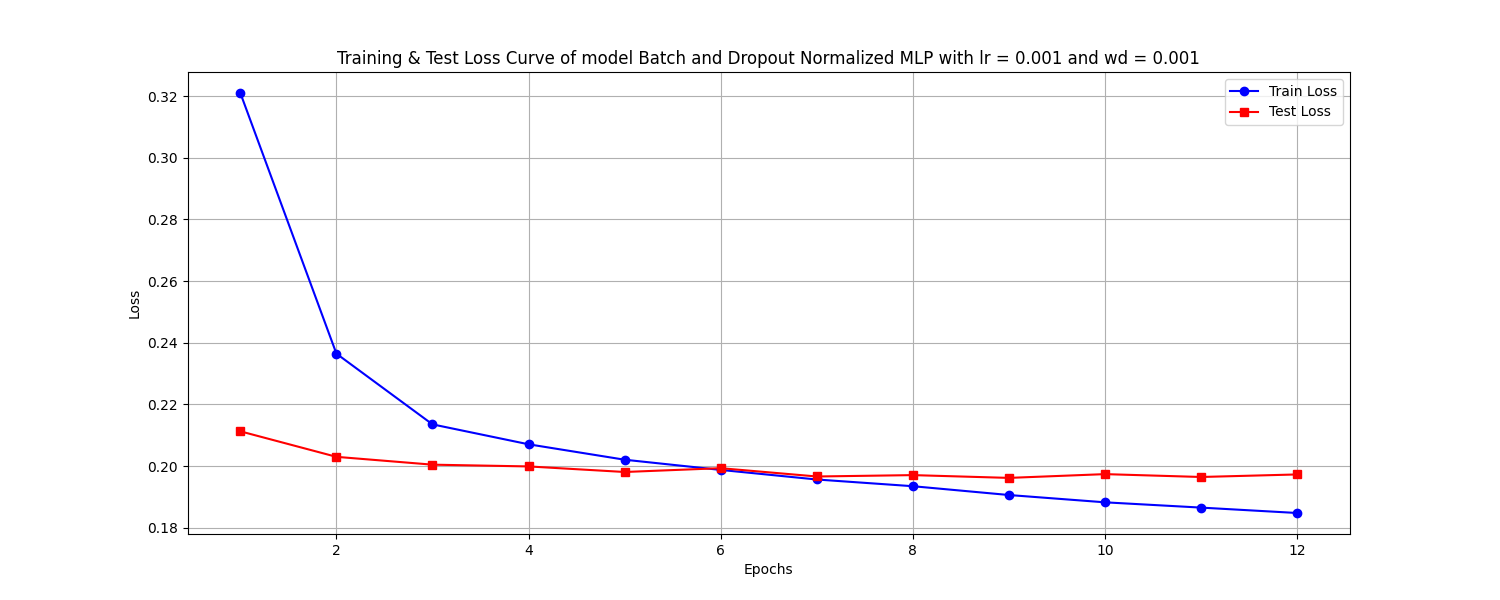 Training & Test Loss Curve of model Batch and Dropout Normalized MLP with lr = 0.001 and wd = 0.001
Train Loss
Test Loss
0.32
0.30
0.28
0.26
0.24
0.22
0.20
0.18
Loss
2 4 6 8 10 12
Epochs